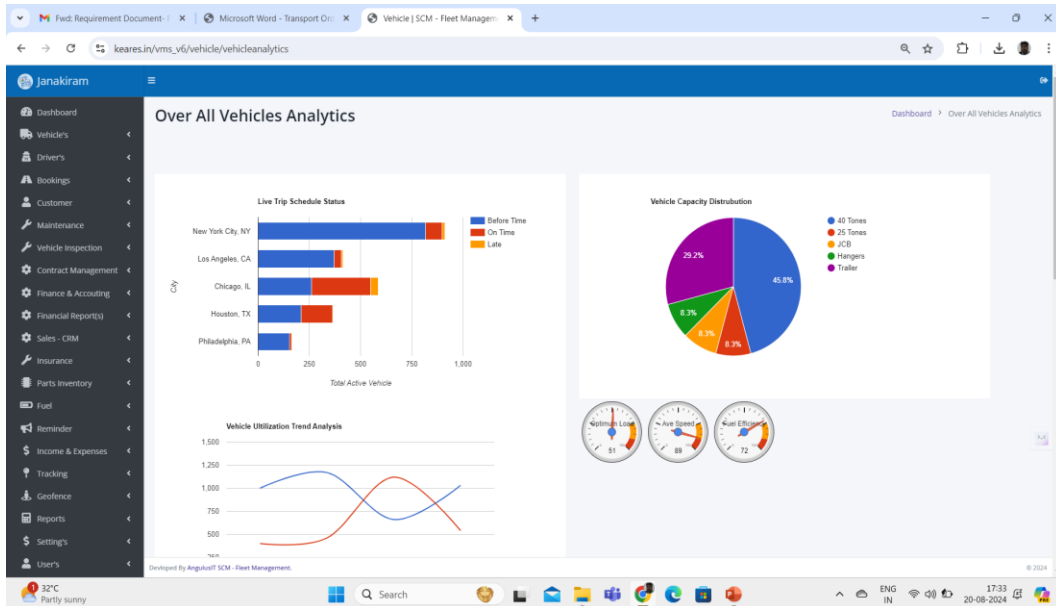 Fwd: Requirement Document-
Microsoft Word - Transport Or
Vehicle | SCM - Fleet Managem
keares.in/vms_v6/vehicle/vehicleanalytics
Janakiram
Dashboard
Vehicle's
Driver's
Bookings
Customer
Maintenance
Vehicle Inspection
Contract Management
Finance & Accouting
Financial Report(s)
Sales - CRM
Insurance
Parts Inventory
Fuel
Reminder
Income & Expenses
Tracking
Geofence
Reports
Setting's
User's
Over All Vehicles Analytics
Dashboard > Over All Vehicles Analytics
Live Trip Schedule Status
Before Time
On Time
Late
City
New York City, NY
Los Angeles, CA
Chicago, IL
Houston, TX
Philadelphia, PA
0 250 500 750 1,000
Total Active Vehicle
Vehicle Capacity Distrubution
40 Tones
25 Tones
JCB
Hangers
Trailler
29.2%
45.8%
8.3%
8.3%
8.3%
Optimum Load
51
Ave Speed
89
Fuel Efficiency
72
Vehicle Ultilization Trend Analysis
1,500
1,250
1,000
750
500
250
Devloped By AngulusIT SCM - Fleet Management.
© 2024
32°C
Partly sunny
Search
ENG
IN
17:33
20-08-2024